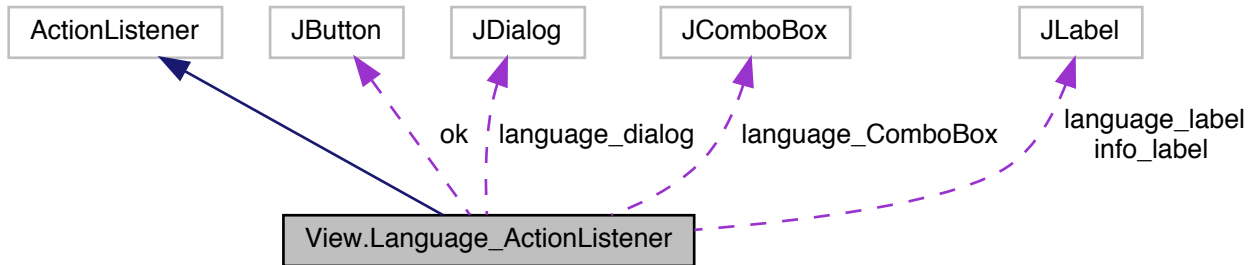 ActionListener
JButton
JDialog
JComboBox
JLabel
ok
language_dialog
language_ComboBox
language_label
info_label
View.Language_ActionListener